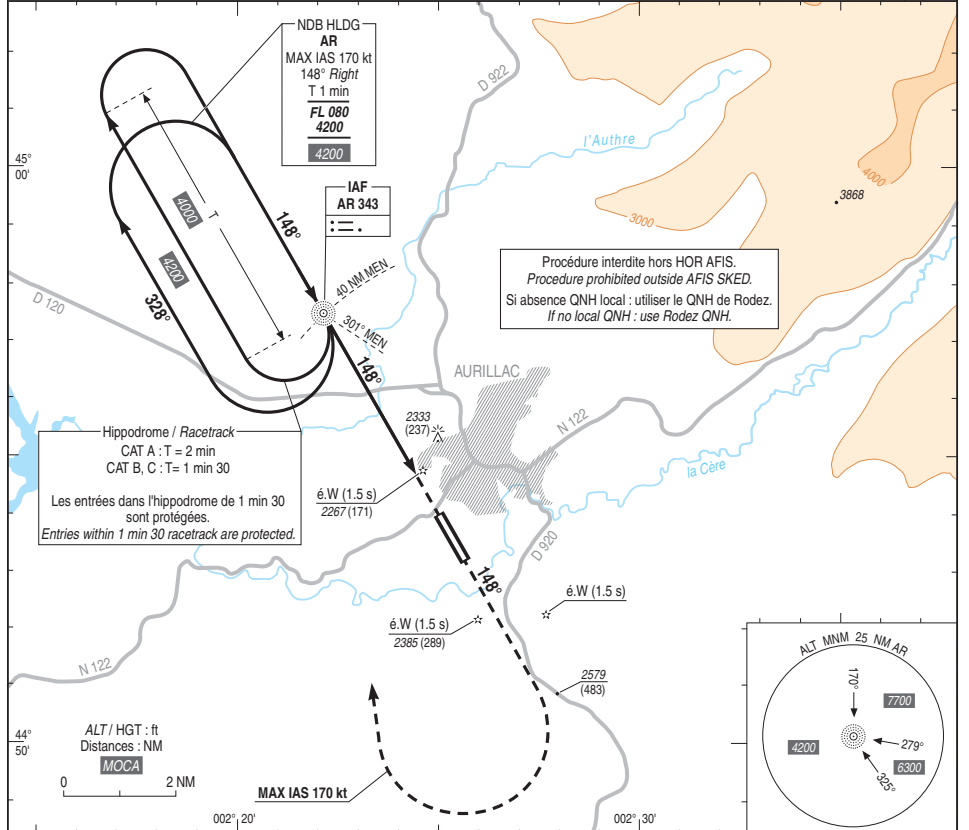 NDB HLDG
AR
MAX IAS 170 kt
148° Right
T 1 min
FL 080
4200
4200
D 922
l'Authre
45°
00'
4000
T
148°
4200
328°
IAF
AR 343
40 NM MEN
301° MEN
148°
3000
4000
3868
Procédure interdite hors HOR AFIS.
Procedure prohibited outside AFIS SKED.
Si absence QNH local : utiliser le QNH de Rodez.
If no local QNH : use Rodez QNH.
D 120
AURILLAC
2333
(237)
N 122
la Cère
Hippodrome / Racetrack
CAT A : T = 2 min
CAT B, C : T= 1 min 30
Les entrées dans l'hippodrome de 1 min 30
sont protégées.
Entries within 1 min 30 racetrack are protected.
é.W (1.5 s)
2267 (171)
D 920
148°
é.W (1.5 s)
é.W (1.5 s)
2385 (289)
N 122
2579
(483)
ALT / HGT : ft
Distances : NM
MOCA
0 2 NM
44°
50'
MAX IAS 170 kt
002° 20'
002° 30'
ALT MNM 25 NM AR
170°
7700
4200
279°
6300
325°